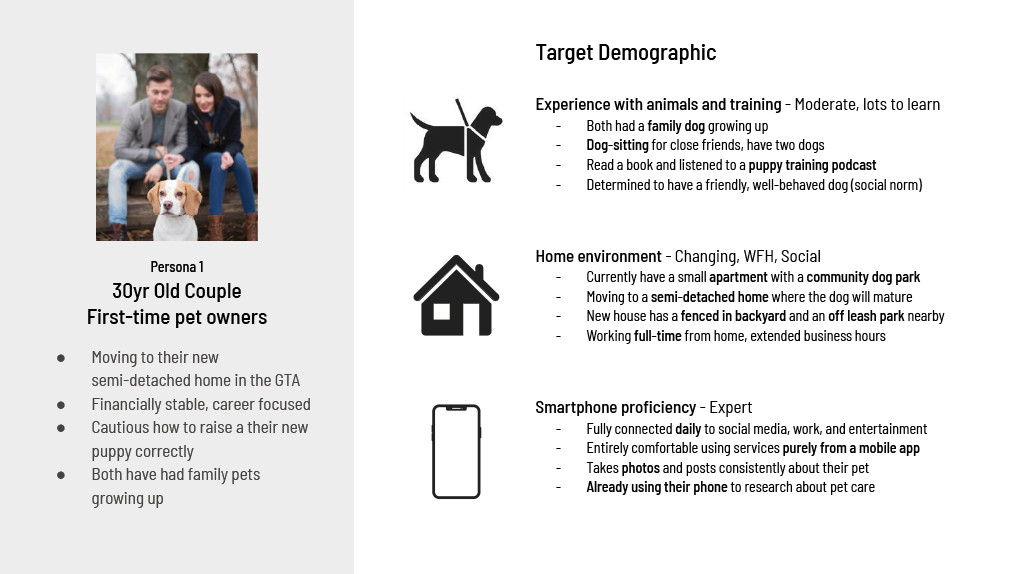 Persona 1
30yr Old Couple
First-time pet owners
● Moving to their new
semi-detached home in the GTA
● Financially stable, career focused
● Cautious how to raise a their new
puppy correctly
● Both have had family pets
growing up
Target Demographic
Experience with animals and training - Moderate, lots to learn
- Both had a family dog growing up
- Dog-sitting for close friends, have two dogs
- Read a book and listened to a puppy training podcast
- Determined to have a friendly, well-behaved dog (social norm)
Home environment - Changing, WFH, Social
- Currently have a small apartment with a community dog park
- Moving to a semi-detached home where the dog will mature
- New house has a fenced in backyard and an off leash park nearby
- Working full-time from home, extended business hours
Smartphone proficiency - Expert
- Fully connected daily to social media, work, and entertainment
- Entirely comfortable using services purely from a mobile app
- Takes photos and posts consistently about their pet
- Already using their phone to research about pet care